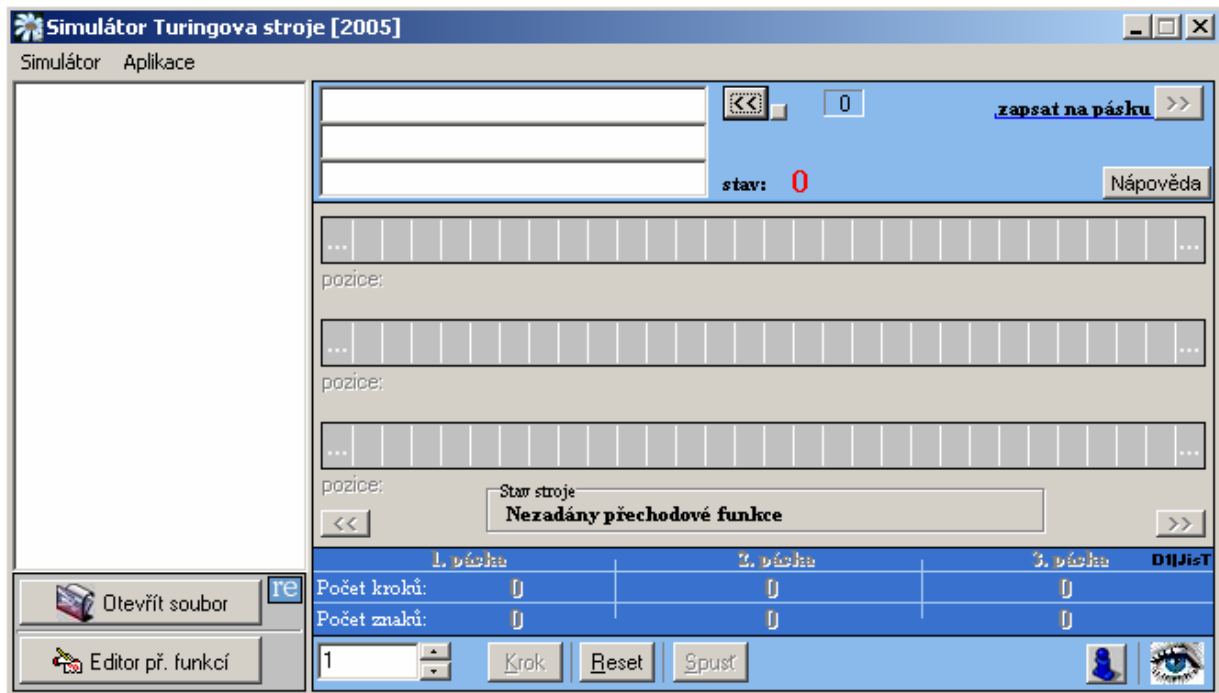 Simulátor Turingova stroje [2005]
Simulátor Aplikace
<< 0 zapsat na pásku >>
stav: 0 Nápověda
... ...
pozice:
... ...
pozice:
... ...
pozice:
Stav stroje
Nezadány přechodové funkce
<< >>
1. páska 2. páska 3. páska D1|JisT
Počet kroků: 0 0 0
Počet znaků: 0 0 0
Otevřít soubor re
Editor př. funkcí
1 Krok Reset Spusť